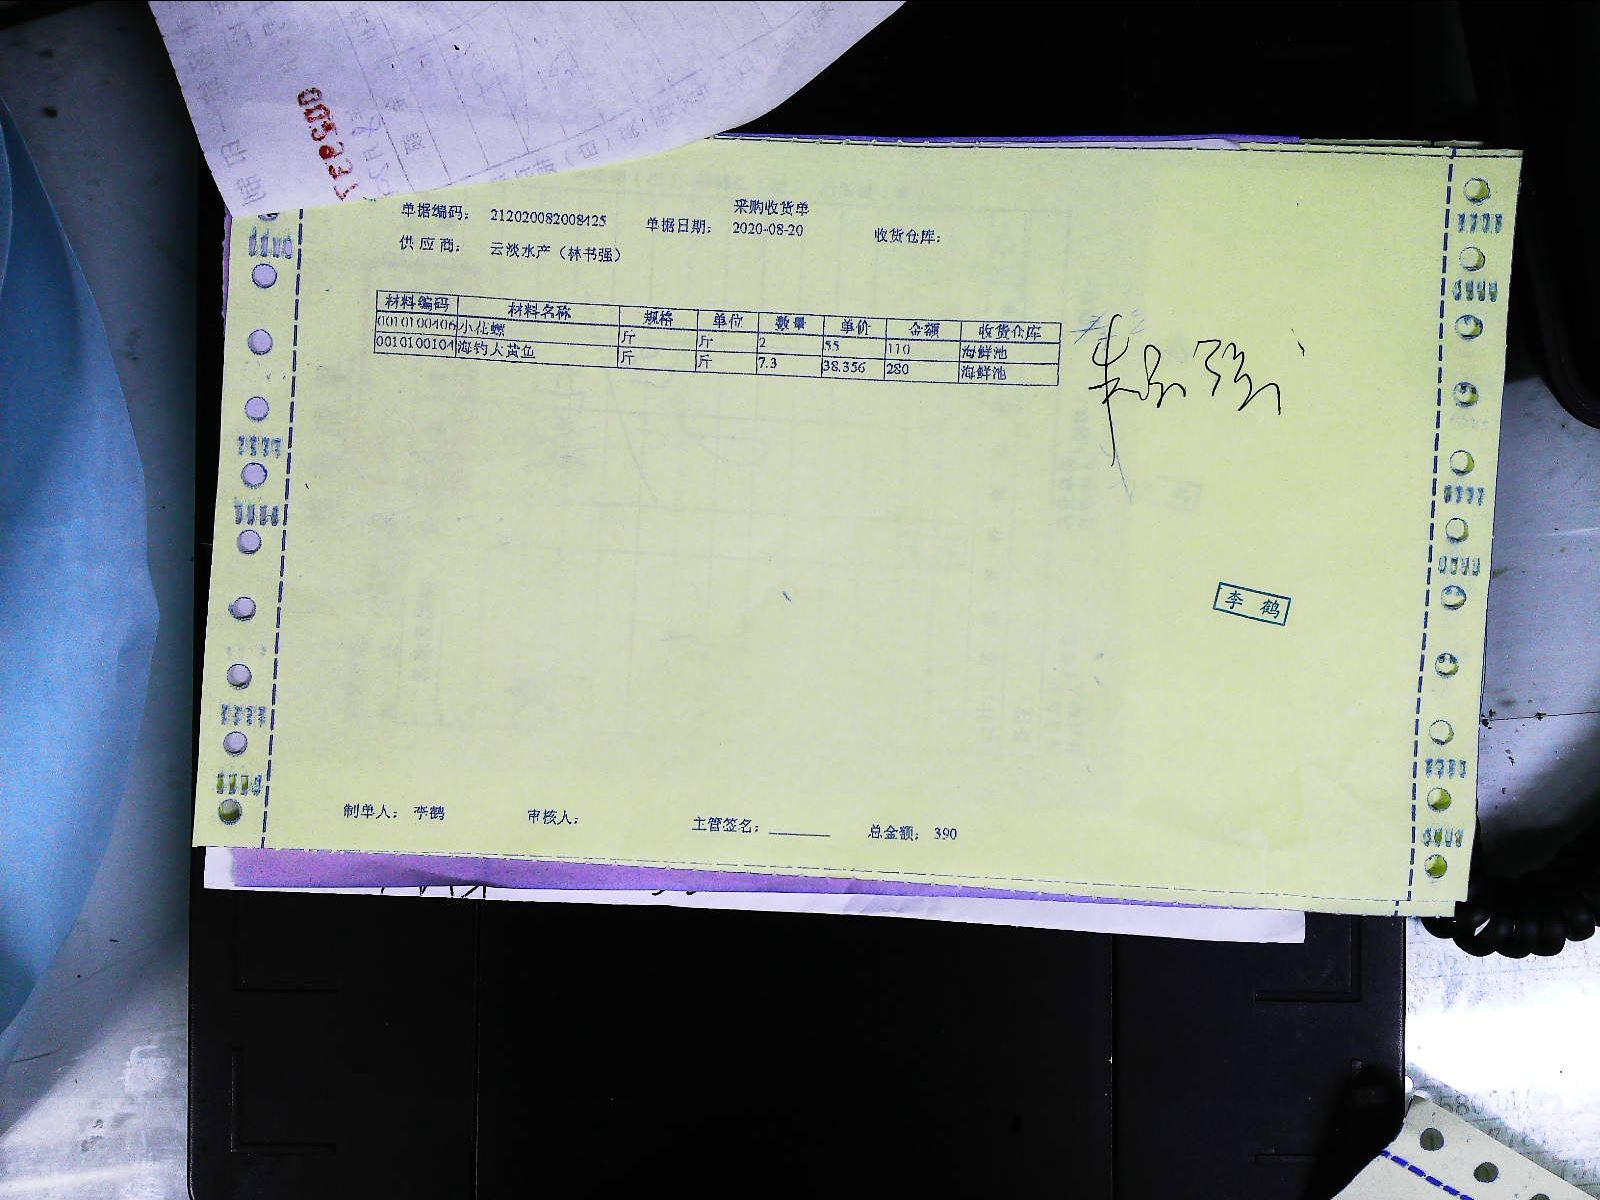 0053371
采购收货单
单据编码: 212020082008425 单据日期: 2020-08-20 收货仓库:
供应商: 云淡水产（林书强）
材料编码 材料名称 规格 单位 数量 单价 金额 收货仓库
0010100406 小花螺 斤 斤 2 55 110 海鲜池
0010100104 海钓大黄鱼 斤 斤 7.3 38.356 280 海鲜池
李鹤
制单人: 李鹤 审核人: 主管签名: 总金额: 390